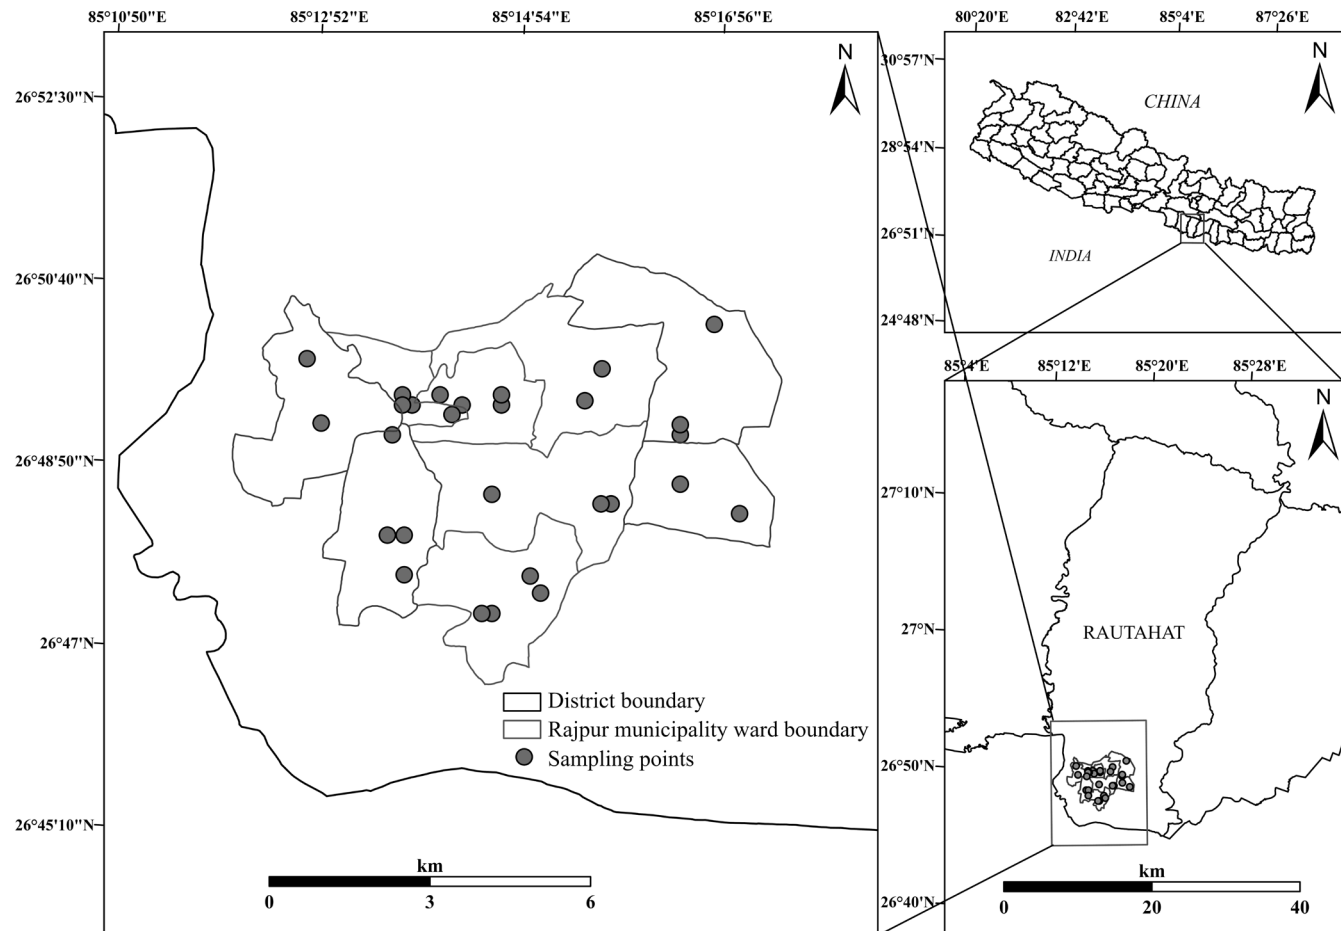 85°10'50"E 85°12'52"E 85°14'54"E 85°16'56"E
N
26°52'30"N
26°50'40"N
26°48'50"N
26°47'N
26°45'10"N
District boundary
Rajpur municipality ward boundary
Sampling points
km
0 3 6
80°20'E 82°42'E 85°4'E 87°26'E
30°57'N
28°54'N
26°51'N
24°48'N
N
CHINA
INDIA
85°4'E 85°12'E 85°20'E 85°28'E
N
27°10'N
27°N
26°50'N
26°40'N
RAUTAHAT
km
0 20 40